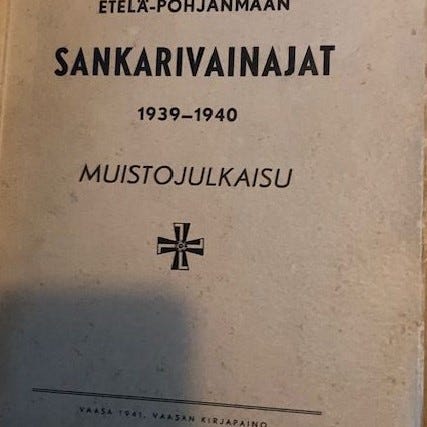 ETELÄ-POHJANMAAN
SANKARIVAINAJAT
1939–1940
MUISTOJULKAISU
VAASA 1941. VAASAN KIRJAPAINO